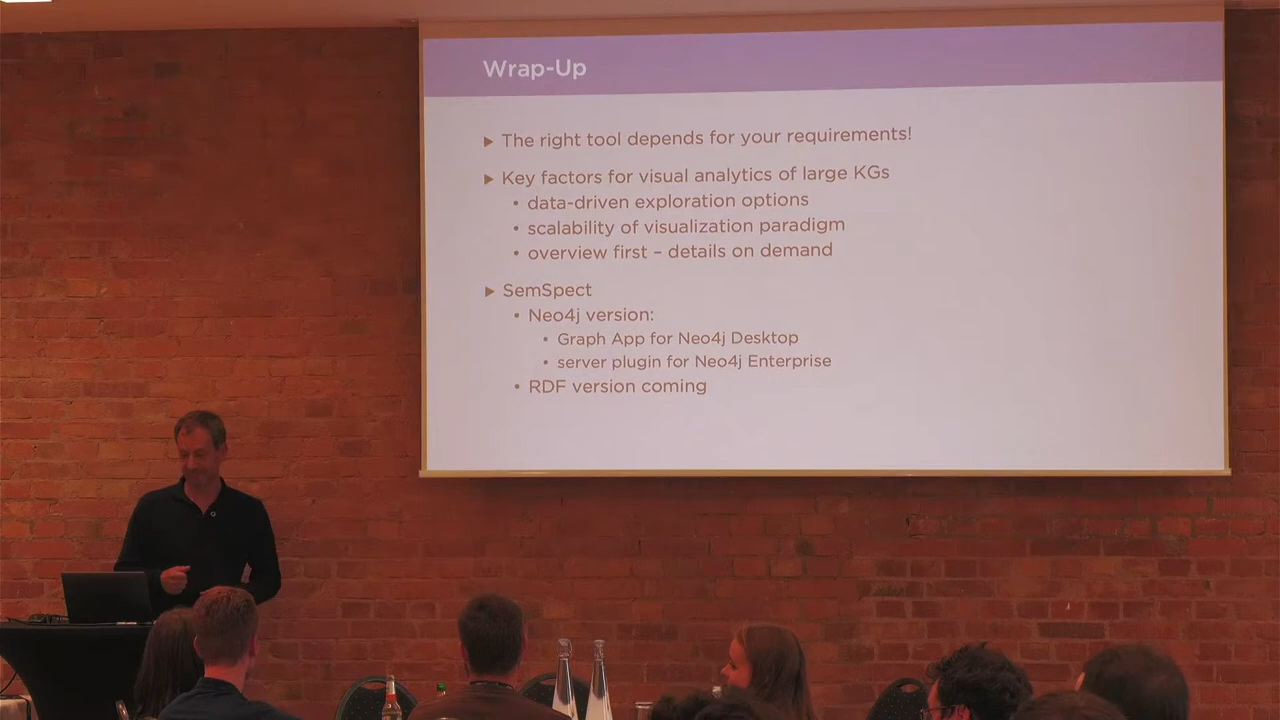 Wrap-Up
▶ The right tool depends for your requirements!
▶ Key factors for visual analytics of large KGs
• data-driven exploration options
• scalability of visualization paradigm
• overview first – details on demand
▶ SemSpect
• Neo4j version:
• Graph App for Neo4j Desktop
• server plugin for Neo4j Enterprise
• RDF version coming